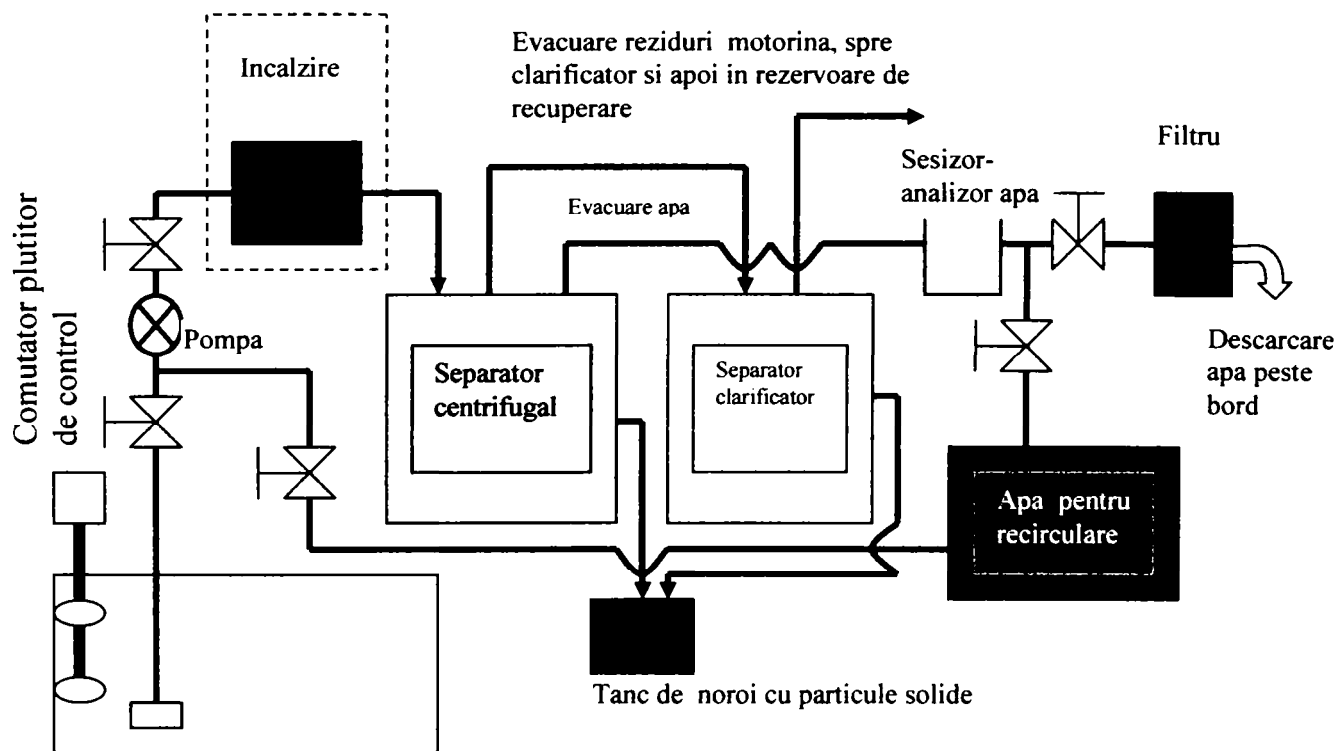 Incalzire
Evacuare reziduri motorina, spre
clarificator si apoi in rezervoare de
recuperare
Filtru
Sesizor-
analizor apa
Evacuare apa
Comutator plutitor
de control
Pompa
Separator
centrifugal
Separator
clarificator
Descarcare
apa peste
bord
Apa pentru
recirculare
Tanc de noroi cu particule solide